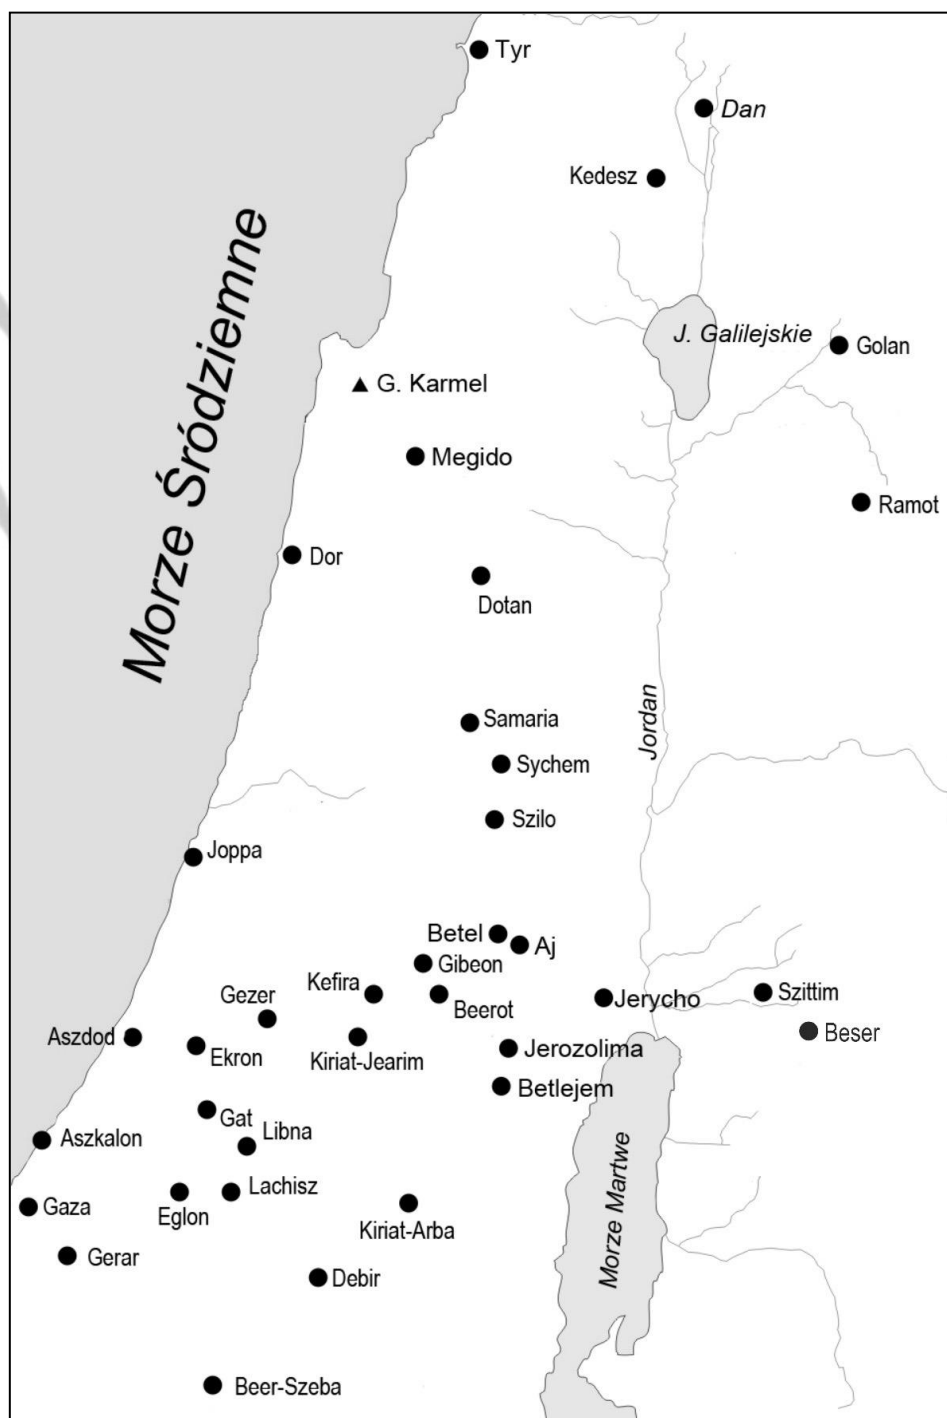 Tyr
Dan
Kedesz
Morze Śródziemne
J. Galilejskie
Golan
G. Karmel
Megido
Ramot
Dor
Dotan
Jordan
Samaria
Sychem
Szilo
Joppa
Betel
Aj
Gibeon
Kefira
Beerot
Gezer
Jerycho
Szittim
Beser
Aszdod
Ekron
Kiriat-Jearim
Jerozolima
Betlejem
Gat
Libna
Aszkalon
Morze Martwe
Lachisz
Eglon
Gaza
Kiriat-Arba
Gerar
Debir
Beer-Szeba